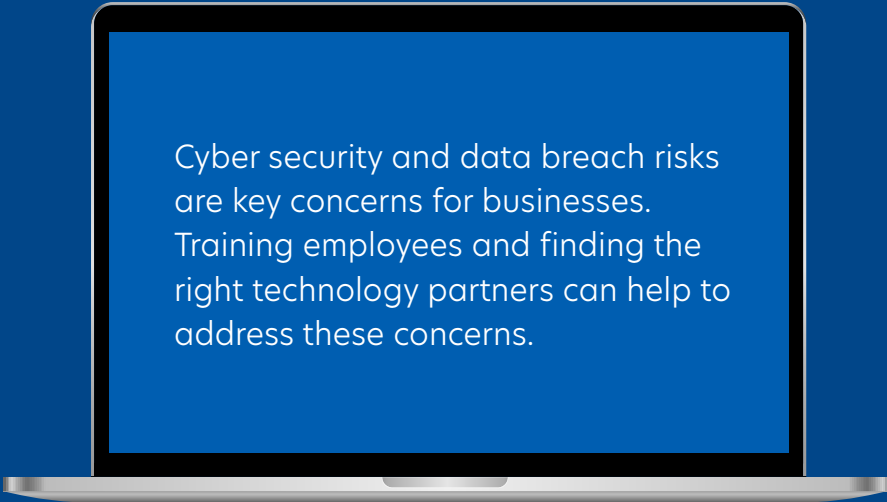 Cyber security and data breach risks
are key concerns for businesses.
Training employees and finding the
right technology partners can help to
address these concerns.